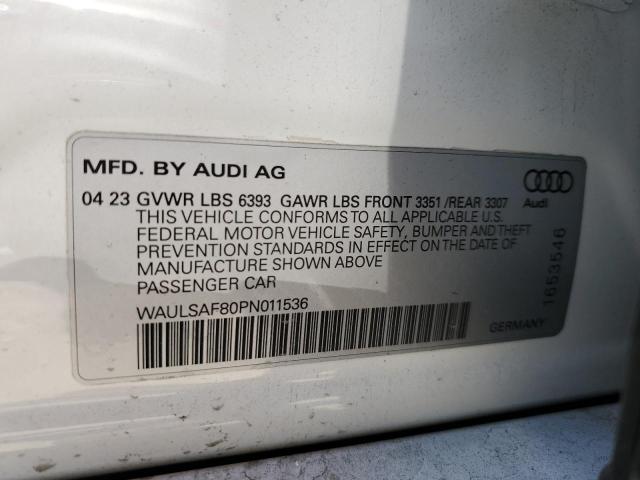 MFD. BY AUDI AG
04 23 GVWR LBS 6393 GAWR LBS FRONT 3351 /REAR 3307
THIS VEHICLE CONFORMS TO ALL APPLICABLE U.S.
FEDERAL MOTOR VEHICLE SAFETY, BUMPER AND THEFT
PREVENTION STANDARDS IN EFFECT ON THE DATE OF
MANUFACTURE SHOWN ABOVE
PASSENGER CAR
WAULSAF80PN011536
Audi
1653546
GERMANY